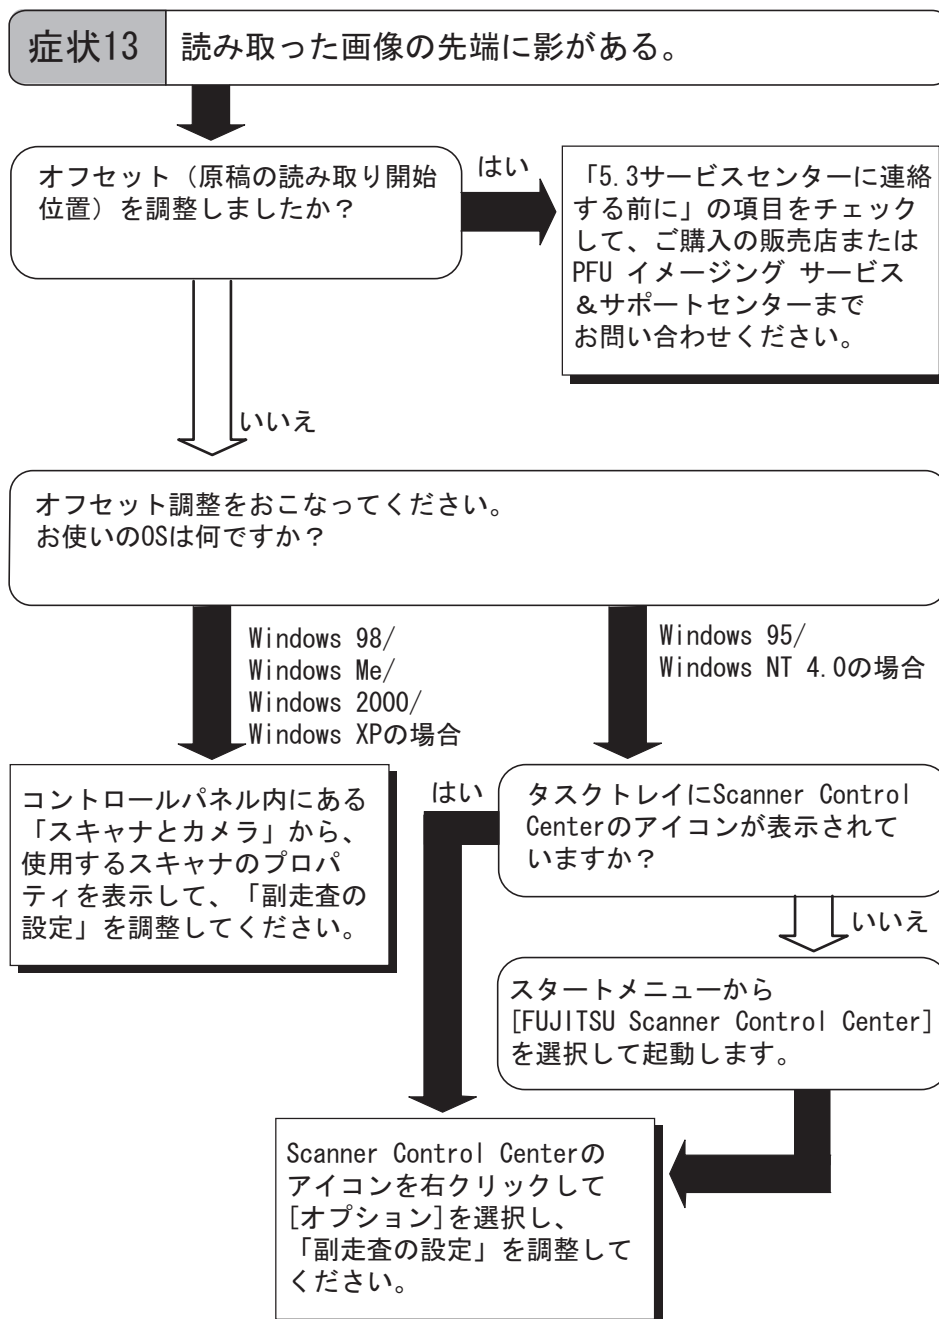 症状13
読み取った画像の先端に影がある。
オフセット（原稿の読み取り開始
位置）を調整しましたか？
はい
「5.3サービスセンターに連絡
する前に」の項目をチェック
して、ご購入の販売店または
PFU イメージング サービス
＆サポートセンターまで
お問い合わせください。
いいえ
オフセット調整をおこなってください。
お使いのOSは何ですか？
Windows 98/
Windows Me/
Windows 2000/
Windows XPの場合
Windows 95/
Windows NT 4.0の場合
コントロールパネル内にある
「スキャナとカメラ」から、
使用するスキャナのプロパ
ティを表示して、「副走査の
設定」を調整してください。
はい
タスクトレイにScanner Control
Centerのアイコンが表示されて
いますか？
いいえ
スタートメニューから
[FUJITSU Scanner Control Center]
を選択して起動します。
Scanner Control Centerの
アイコンを右クリックして
[オプション]を選択し、
「副走査の設定」を調整して
ください。